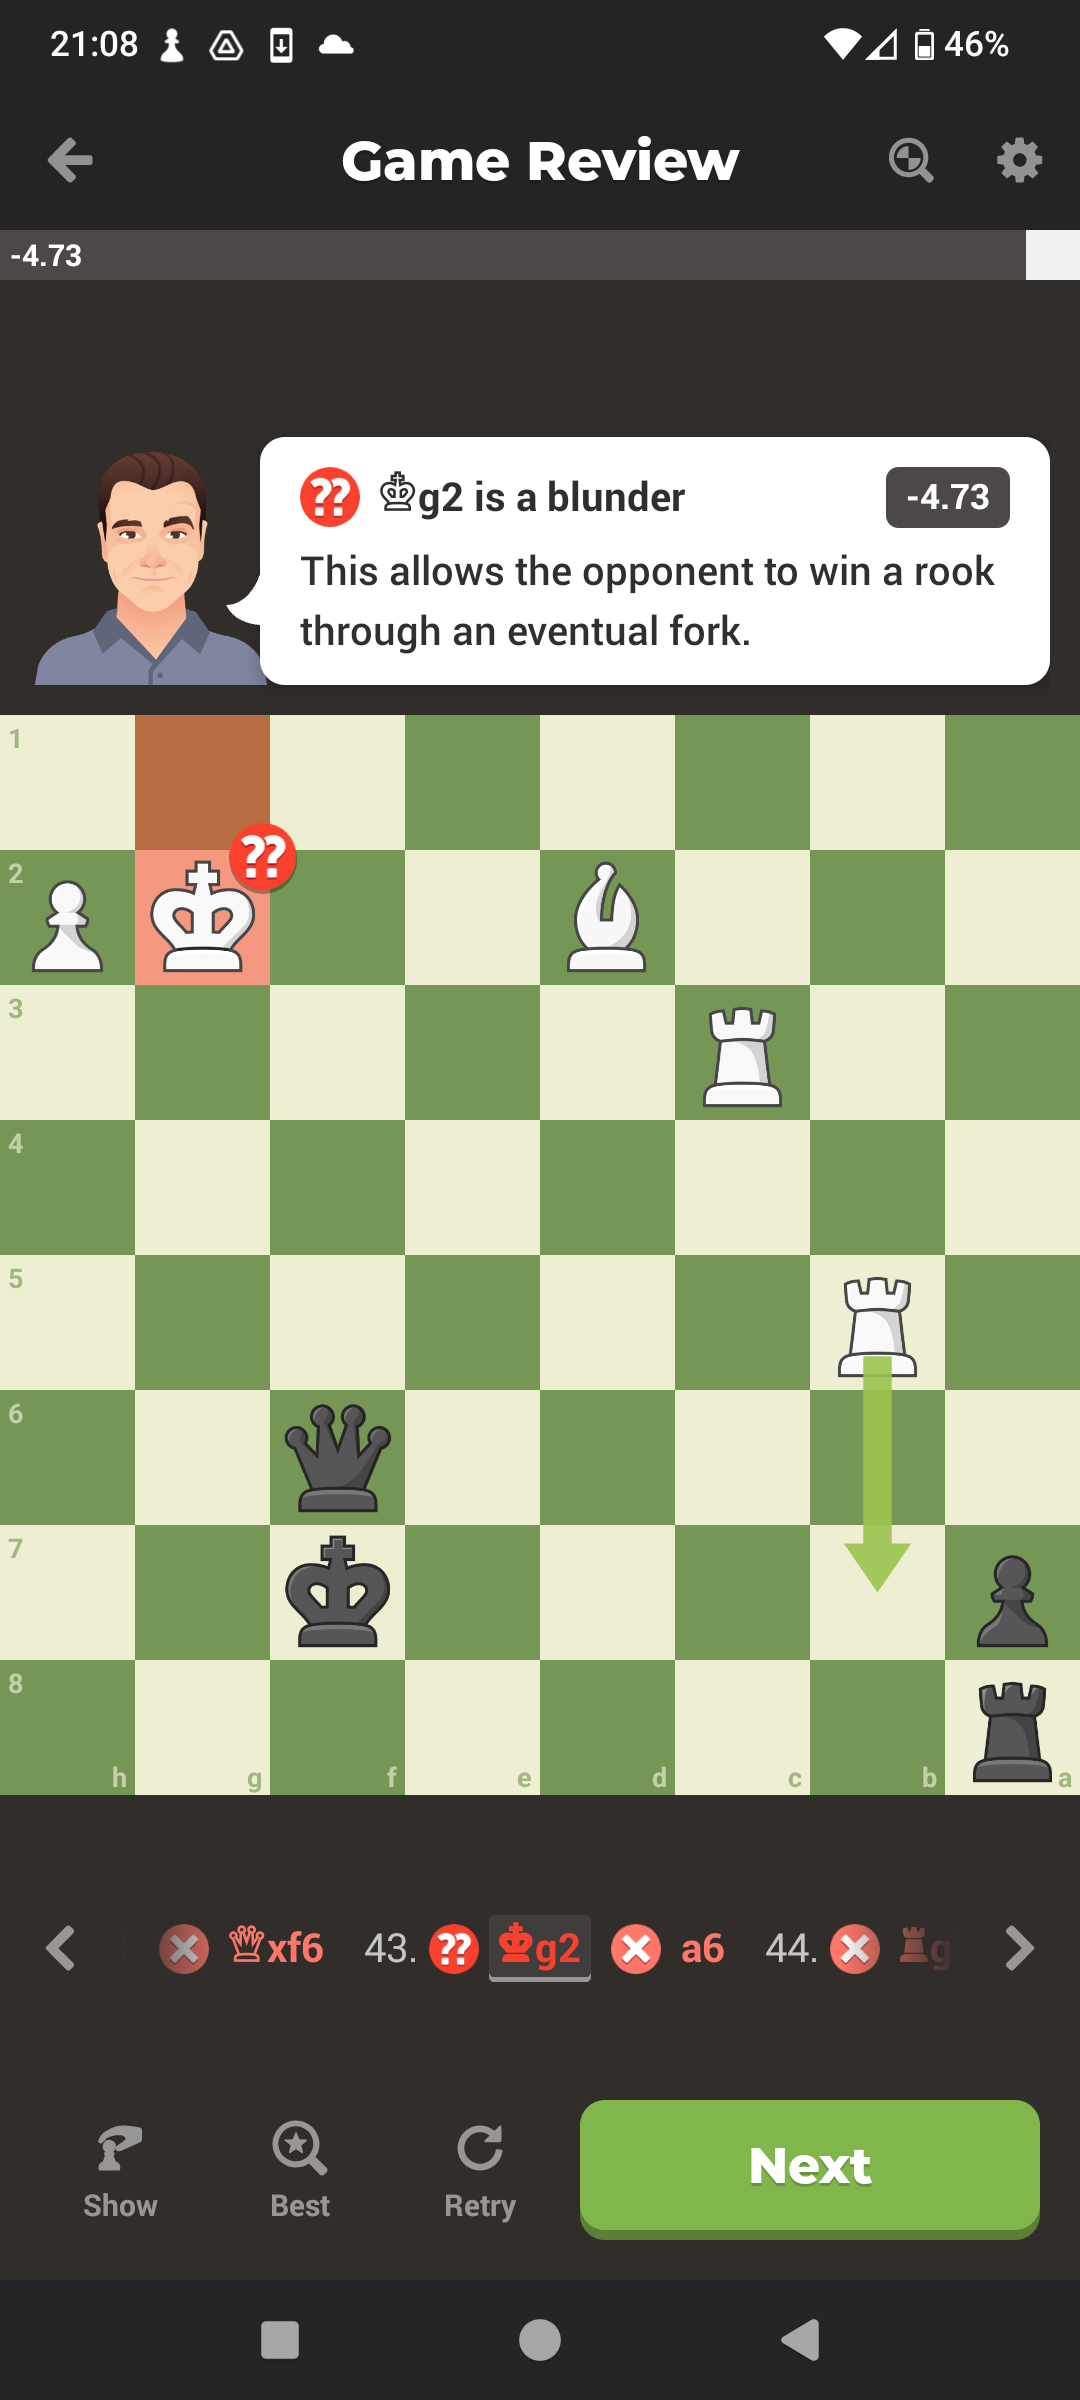 21:08 46%
Game Review
-4.73
?? g2 is a blunder -4.73
This allows the opponent to win a rook
through an eventual fork.
1
??
2
3
4
5
6
7
8
h g f e d c b a
xf6 43. ?? g2 a6 44. g
Show Best Retry Next